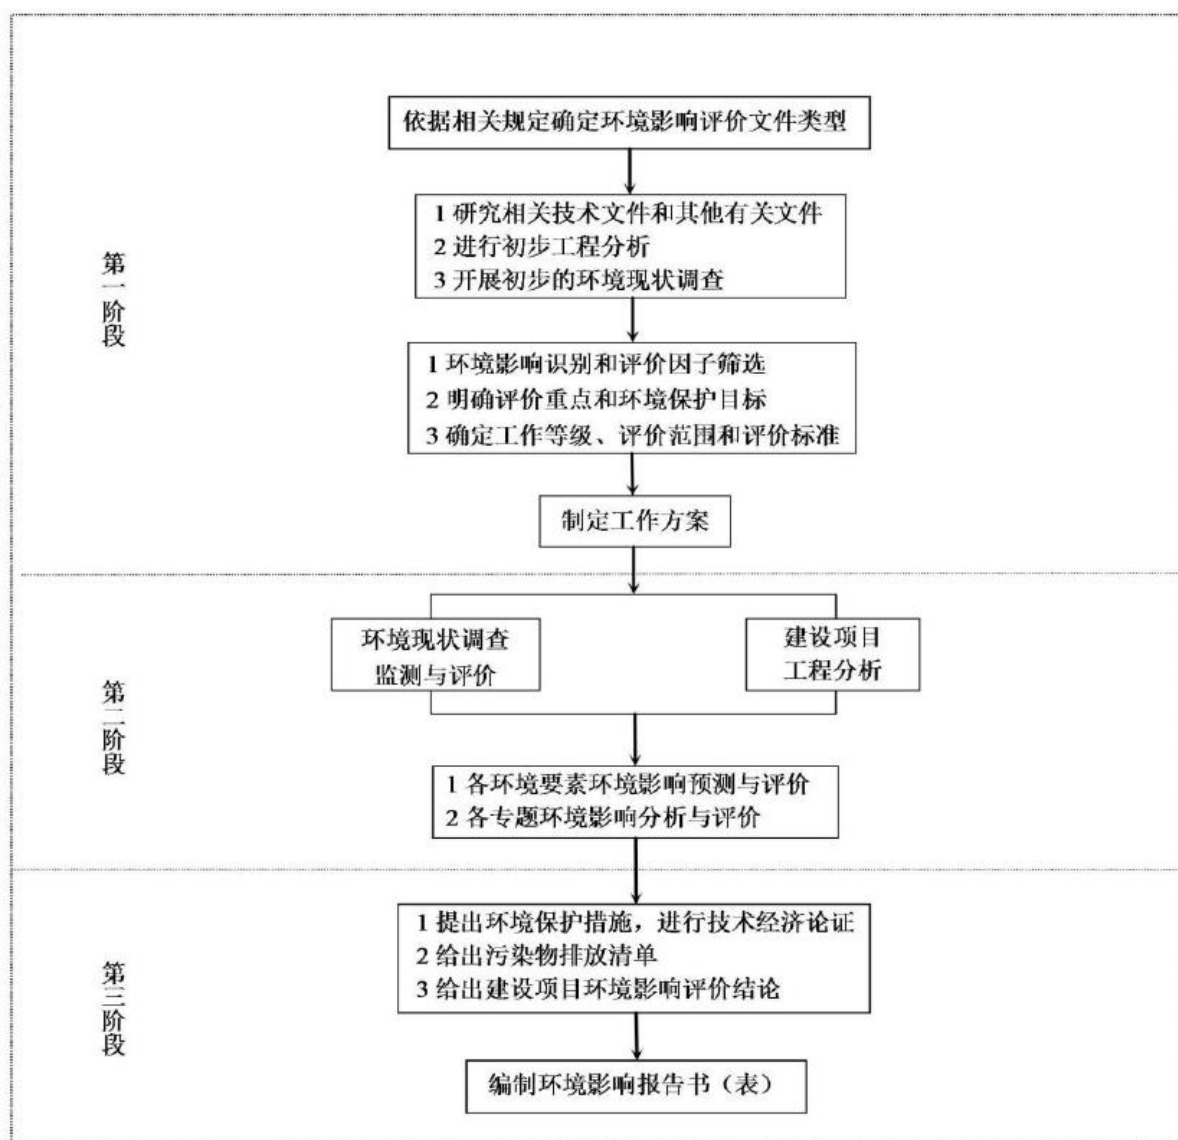 依据相关规定确定环境影响评价文件类型
第一阶段
1 研究相关技术文件和其他有关文件
2 进行初步工程分析
3 开展初步的环境现状调查
1 环境影响识别和评价因子筛选
2 明确评价重点和环境保护目标
3 确定工作等级、评价范围和评价标准
制定工作方案
第二阶段
环境现状调查
监测与评价
建设项目
工程分析
1 各环境要素环境影响预测与评价
2 各专题环境影响分析与评价
第三阶段
1 提出环境保护措施，进行技术经济论证
2 给出污染物排放清单
3 给出建设项目环境影响评价结论
编制环境影响报告书（表）